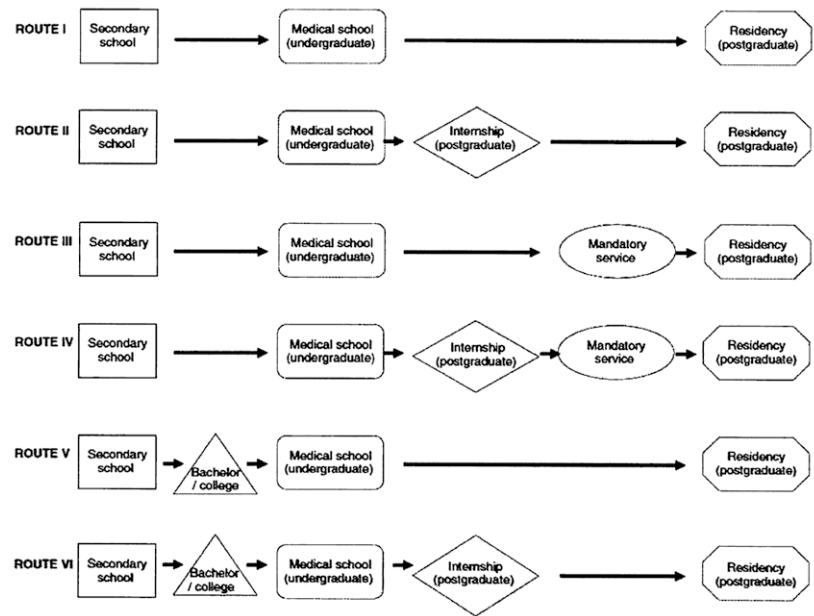 ROUTE I
Secondary
school
Medical school
(undergraduate)
Residency
(postgraduate)
ROUTE II
Secondary
school
Medical school
(undergraduate)
Internship
(postgraduate)
Residency
(postgraduate)
ROUTE III
Secondary
school
Medical school
(undergraduate)
Mandatory
service
Residency
(postgraduate)
ROUTE IV
Secondary
school
Medical school
(undergraduate)
Internship
(postgraduate)
Mandatory
service
Residency
(postgraduate)
ROUTE V
Secondary
school
Bachelor
/ college
Medical school
(undergraduate)
Residency
(postgraduate)
ROUTE VI
Secondary
school
Bachelor
/ college
Medical school
(undergraduate)
Internship
(postgraduate)
Residency
(postgraduate)